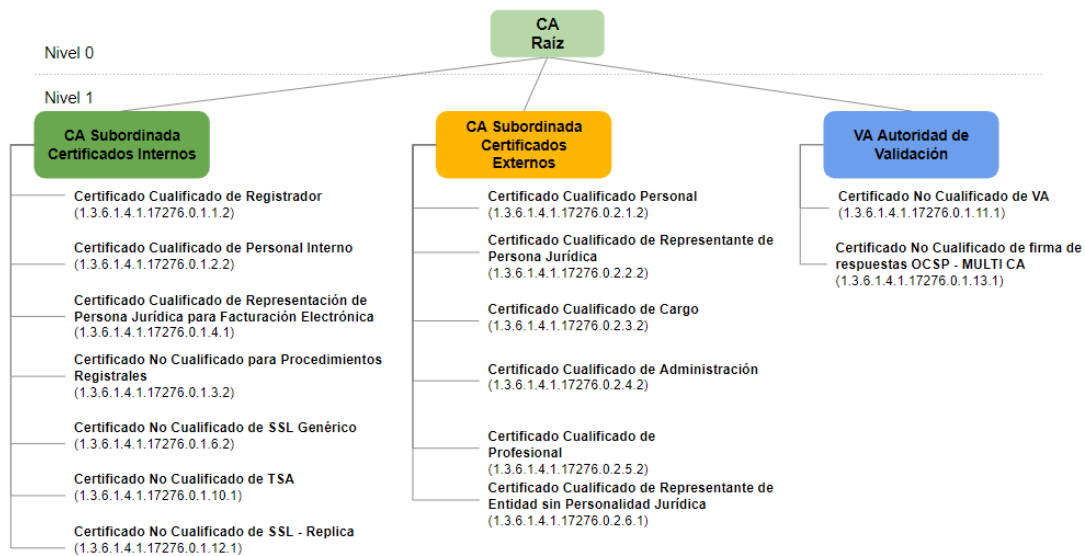 CA
Raíz
Nivel 0
Nivel 1
CA Subordinada
Certificados Internos
Certificado Cualificado de Registrador
(1.3.6.1.4.1.17276.0.1.1.2)
Certificado Cualificado de Personal Interno
(1.3.6.1.4.1.17276.0.1.2.2)
Certificado Cualificado de Representación de
Persona Jurídica para Facturación Electrónica
(1.3.6.1.4.1.17276.0.1.4.1)
Certificado No Cualificado para Procedimientos
Registrales
(1.3.6.1.4.1.17276.0.1.3.2)
Certificado No Cualificado de SSL Genérico
(1.3.6.1.4.1.17276.0.1.6.2)
Certificado No Cualificado de TSA
(1.3.6.1.4.1.17276.0.1.10.1)
Certificado No Cualificado de SSL - Replica
(1.3.6.1.4.1.17276.0.1.12.1)
CA Subordinada
Certificados
Externos
Certificado Cualificado Personal
(1.3.6.1.4.1.17276.0.2.1.2)
Certificado Cualificado de Representante de
Persona Jurídica
(1.3.6.1.4.1.17276.0.2.2.2)
Certificado Cualificado de Cargo
(1.3.6.1.4.1.17276.0.2.3.2)
Certificado Cualificado de Administración
(1.3.6.1.4.1.17276.0.2.4.2)
Certificado Cualificado de
Profesional
(1.3.6.1.4.1.17276.0.2.5.2)
Certificado Cualificado de Representante de
Entidad sin Personalidad Jurídica
(1.3.6.1.4.1.17276.0.2.6.1)
VA Autoridad de
Validación
Certificado No Cualificado de VA
(1.3.6.1.4.1.17276.0.1.11.1)
Certificado No Cualificado de firma de
respuestas OCSP - MULTI CA
(1.3.6.1.4.1.17276.0.1.13.1)